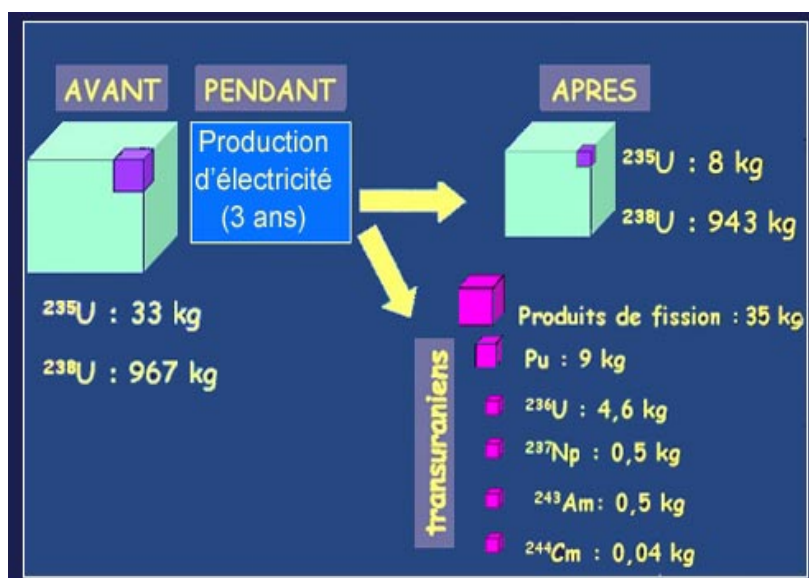 AVANT
PENDANT
APRES
Production
d'électricité
(3 ans)
²³⁵U : 8 kg
²³⁸U : 943 kg
²³⁵U : 33 kg
²³⁸U : 967 kg
Produits de fission : 35 kg
transuraniens
Pu : 9 kg
²³⁶U : 4,6 kg
²³⁷Np : 0,5 kg
²⁴³Am: 0,5 kg
²⁴⁴Cm : 0,04 kg